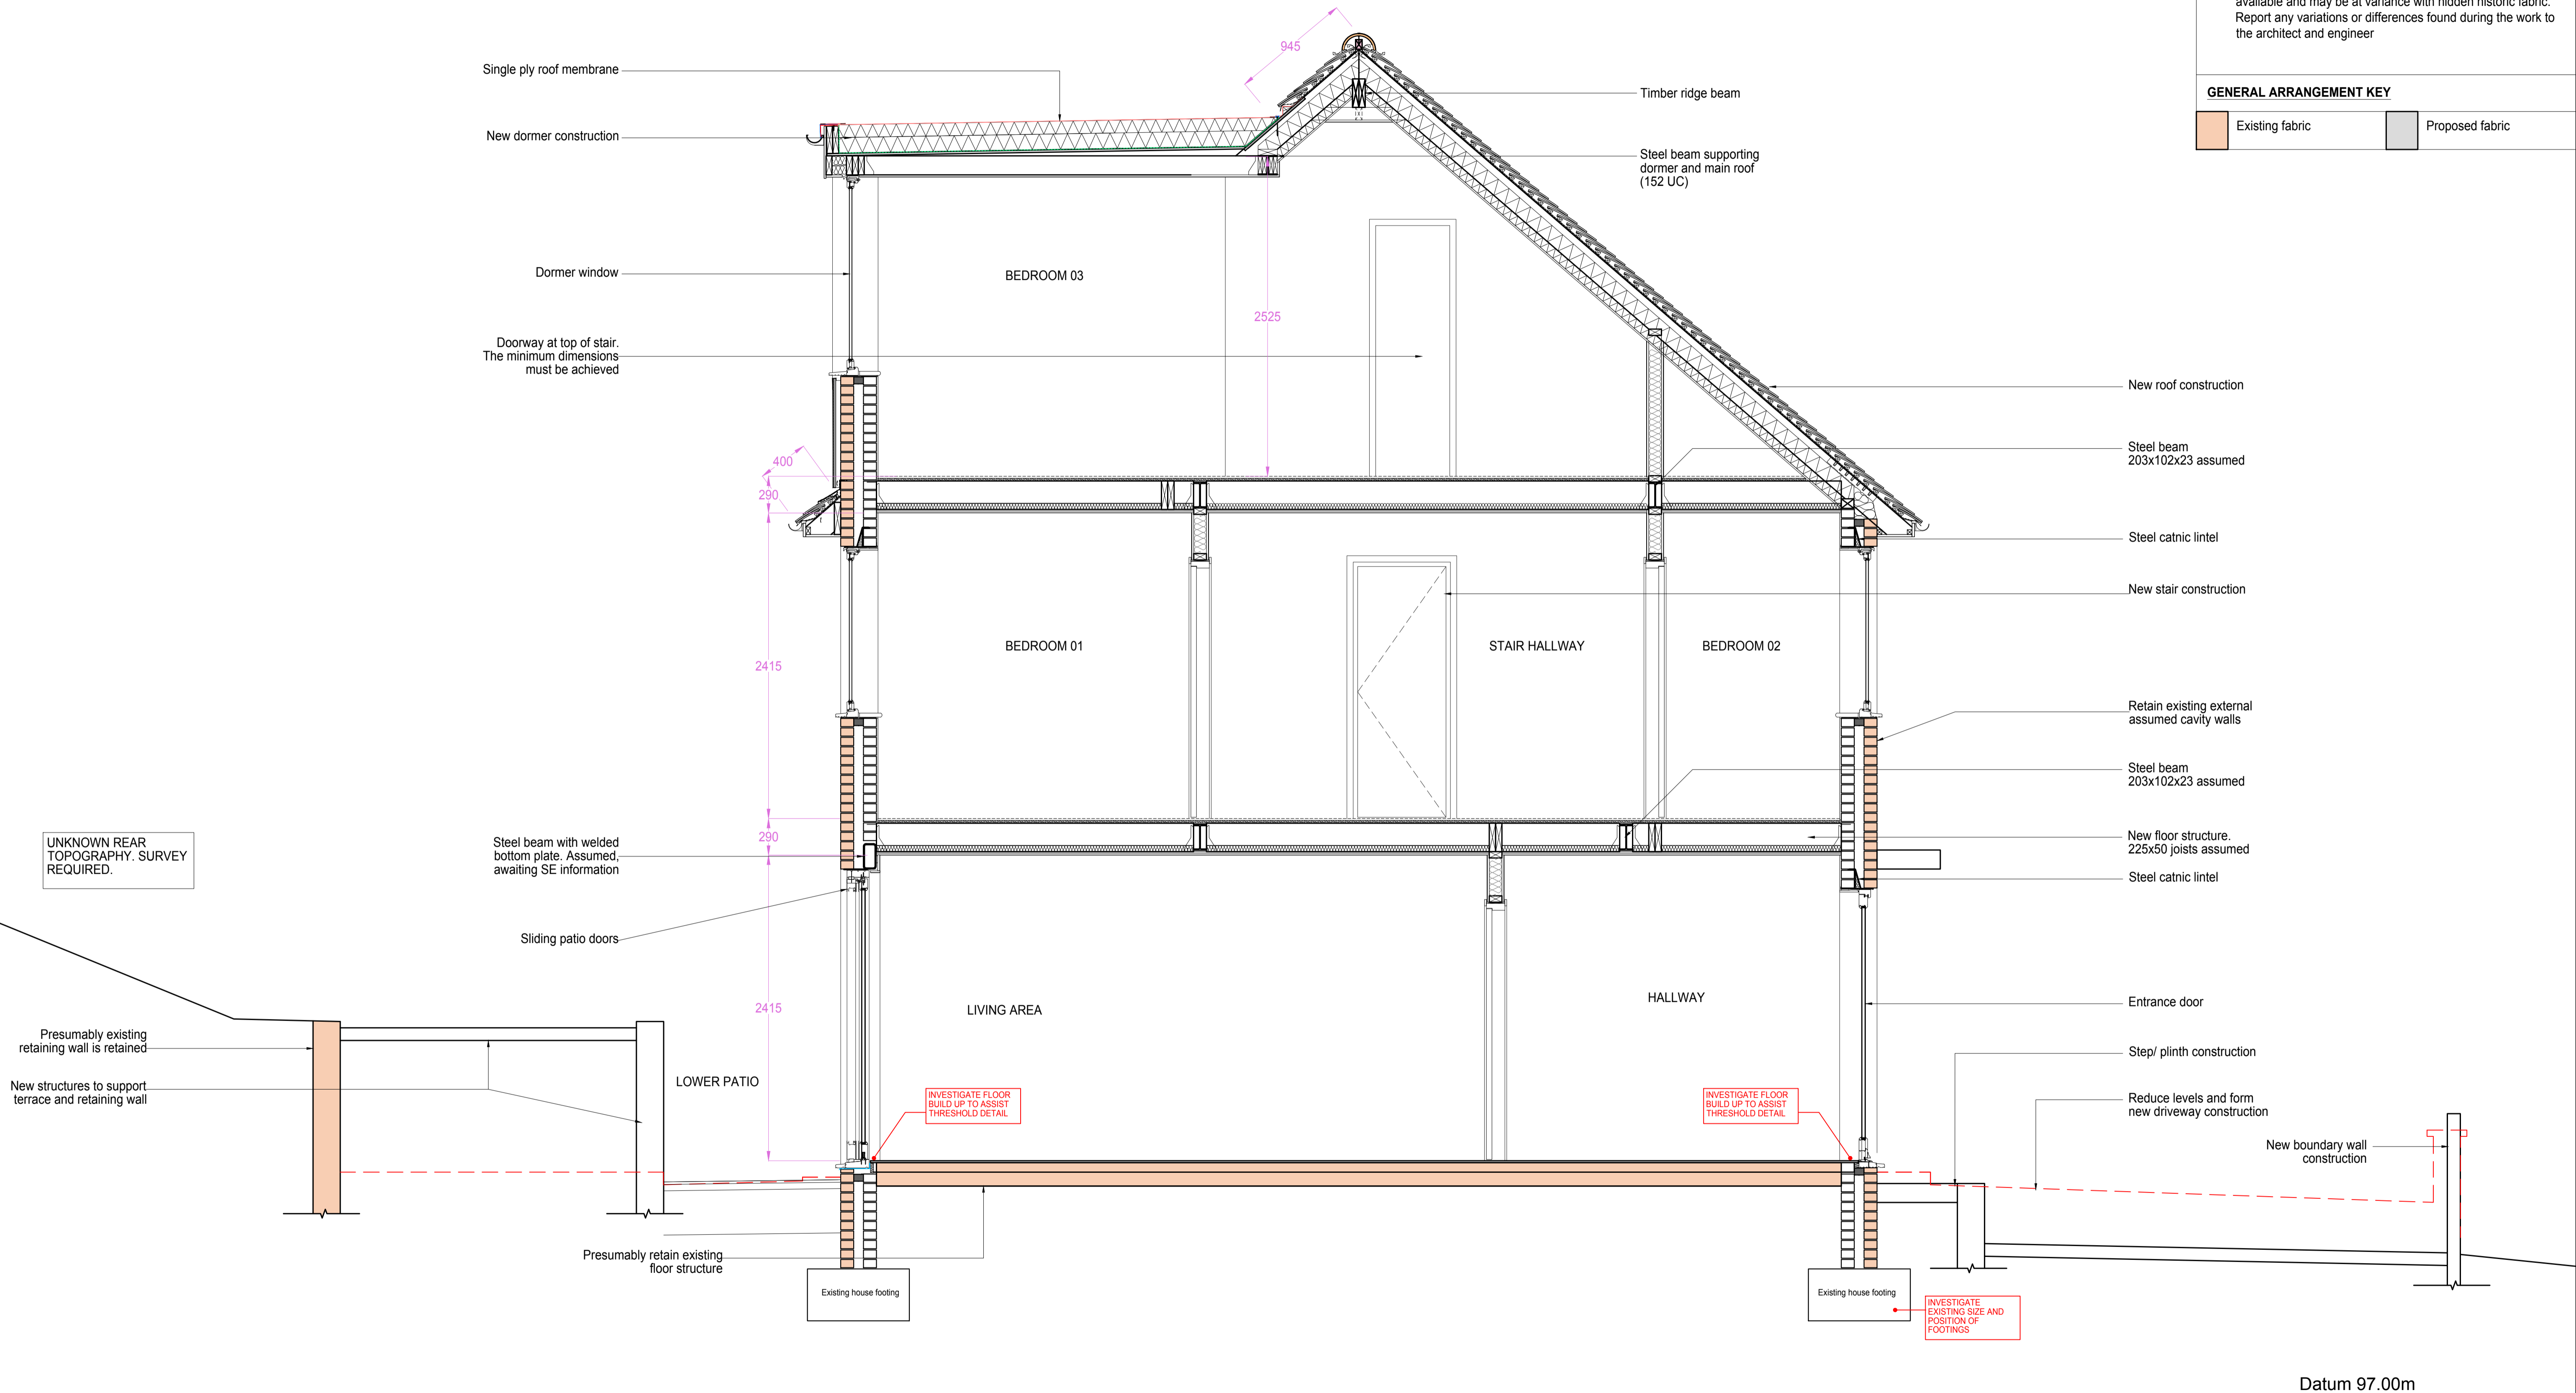 available and may be at variance with hidden historic fabric.
Report any variations or differences found during the work to
the architect and engineer
GENERAL ARRANGEMENT KEY
Existing fabric
Proposed fabric
945
Single ply roof membrane
Timber ridge beam
New dormer construction
Steel beam supporting
dormer and main roof
(152 UC)
Dormer window
BEDROOM 03
2525
Doorway at top of stair.
The minimum dimensions
must be achieved
New roof construction
Steel beam
203x102x23 assumed
400
290
Steel catnic lintel
New stair construction
BEDROOM 01
STAIR HALLWAY
BEDROOM 02
2415
Retain existing external
assumed cavity walls
Steel beam
203x102x23 assumed
UNKNOWN REAR
TOPOGRAPHY. SURVEY
REQUIRED.
Steel beam with welded
bottom plate. Assumed,
awaiting SE information
290
New floor structure.
225x50 joists assumed
Steel catnic lintel
Sliding patio doors
HALLWAY
Entrance door
2415
LIVING AREA
Presumably existing
retaining wall is retained
Step/ plinth construction
New structures to support
terrace and retaining wall
LOWER PATIO
INVESTIGATE FLOOR
BUILD UP TO ASSIST
THRESHOLD DETAIL
INVESTIGATE FLOOR
BUILD UP TO ASSIST
THRESHOLD DETAIL
Reduce levels and form
new driveway construction
New boundary wall
construction
Presumably retain existing
floor structure
Existing house footing
Existing house footing
INVESTIGATE
EXISTING SIZE AND
POSITION OF
FOOTINGS
Datum 97.00m